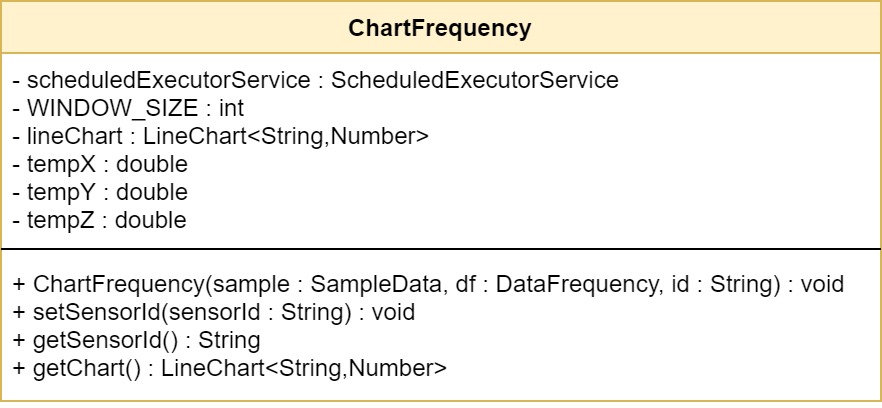 ChartFrequency
- scheduledExecutorService : ScheduledExecutorService
- WINDOW_SIZE : int
- lineChart : LineChart<String,Number>
- tempX : double
- tempY : double
- tempZ : double
+ ChartFrequency(sample : SampleData, df : DataFrequency, id : String) : void
+ setSensorId(sensorId : String) : void
+ getSensorId() : String
+ getChart() : LineChart<String,Number>